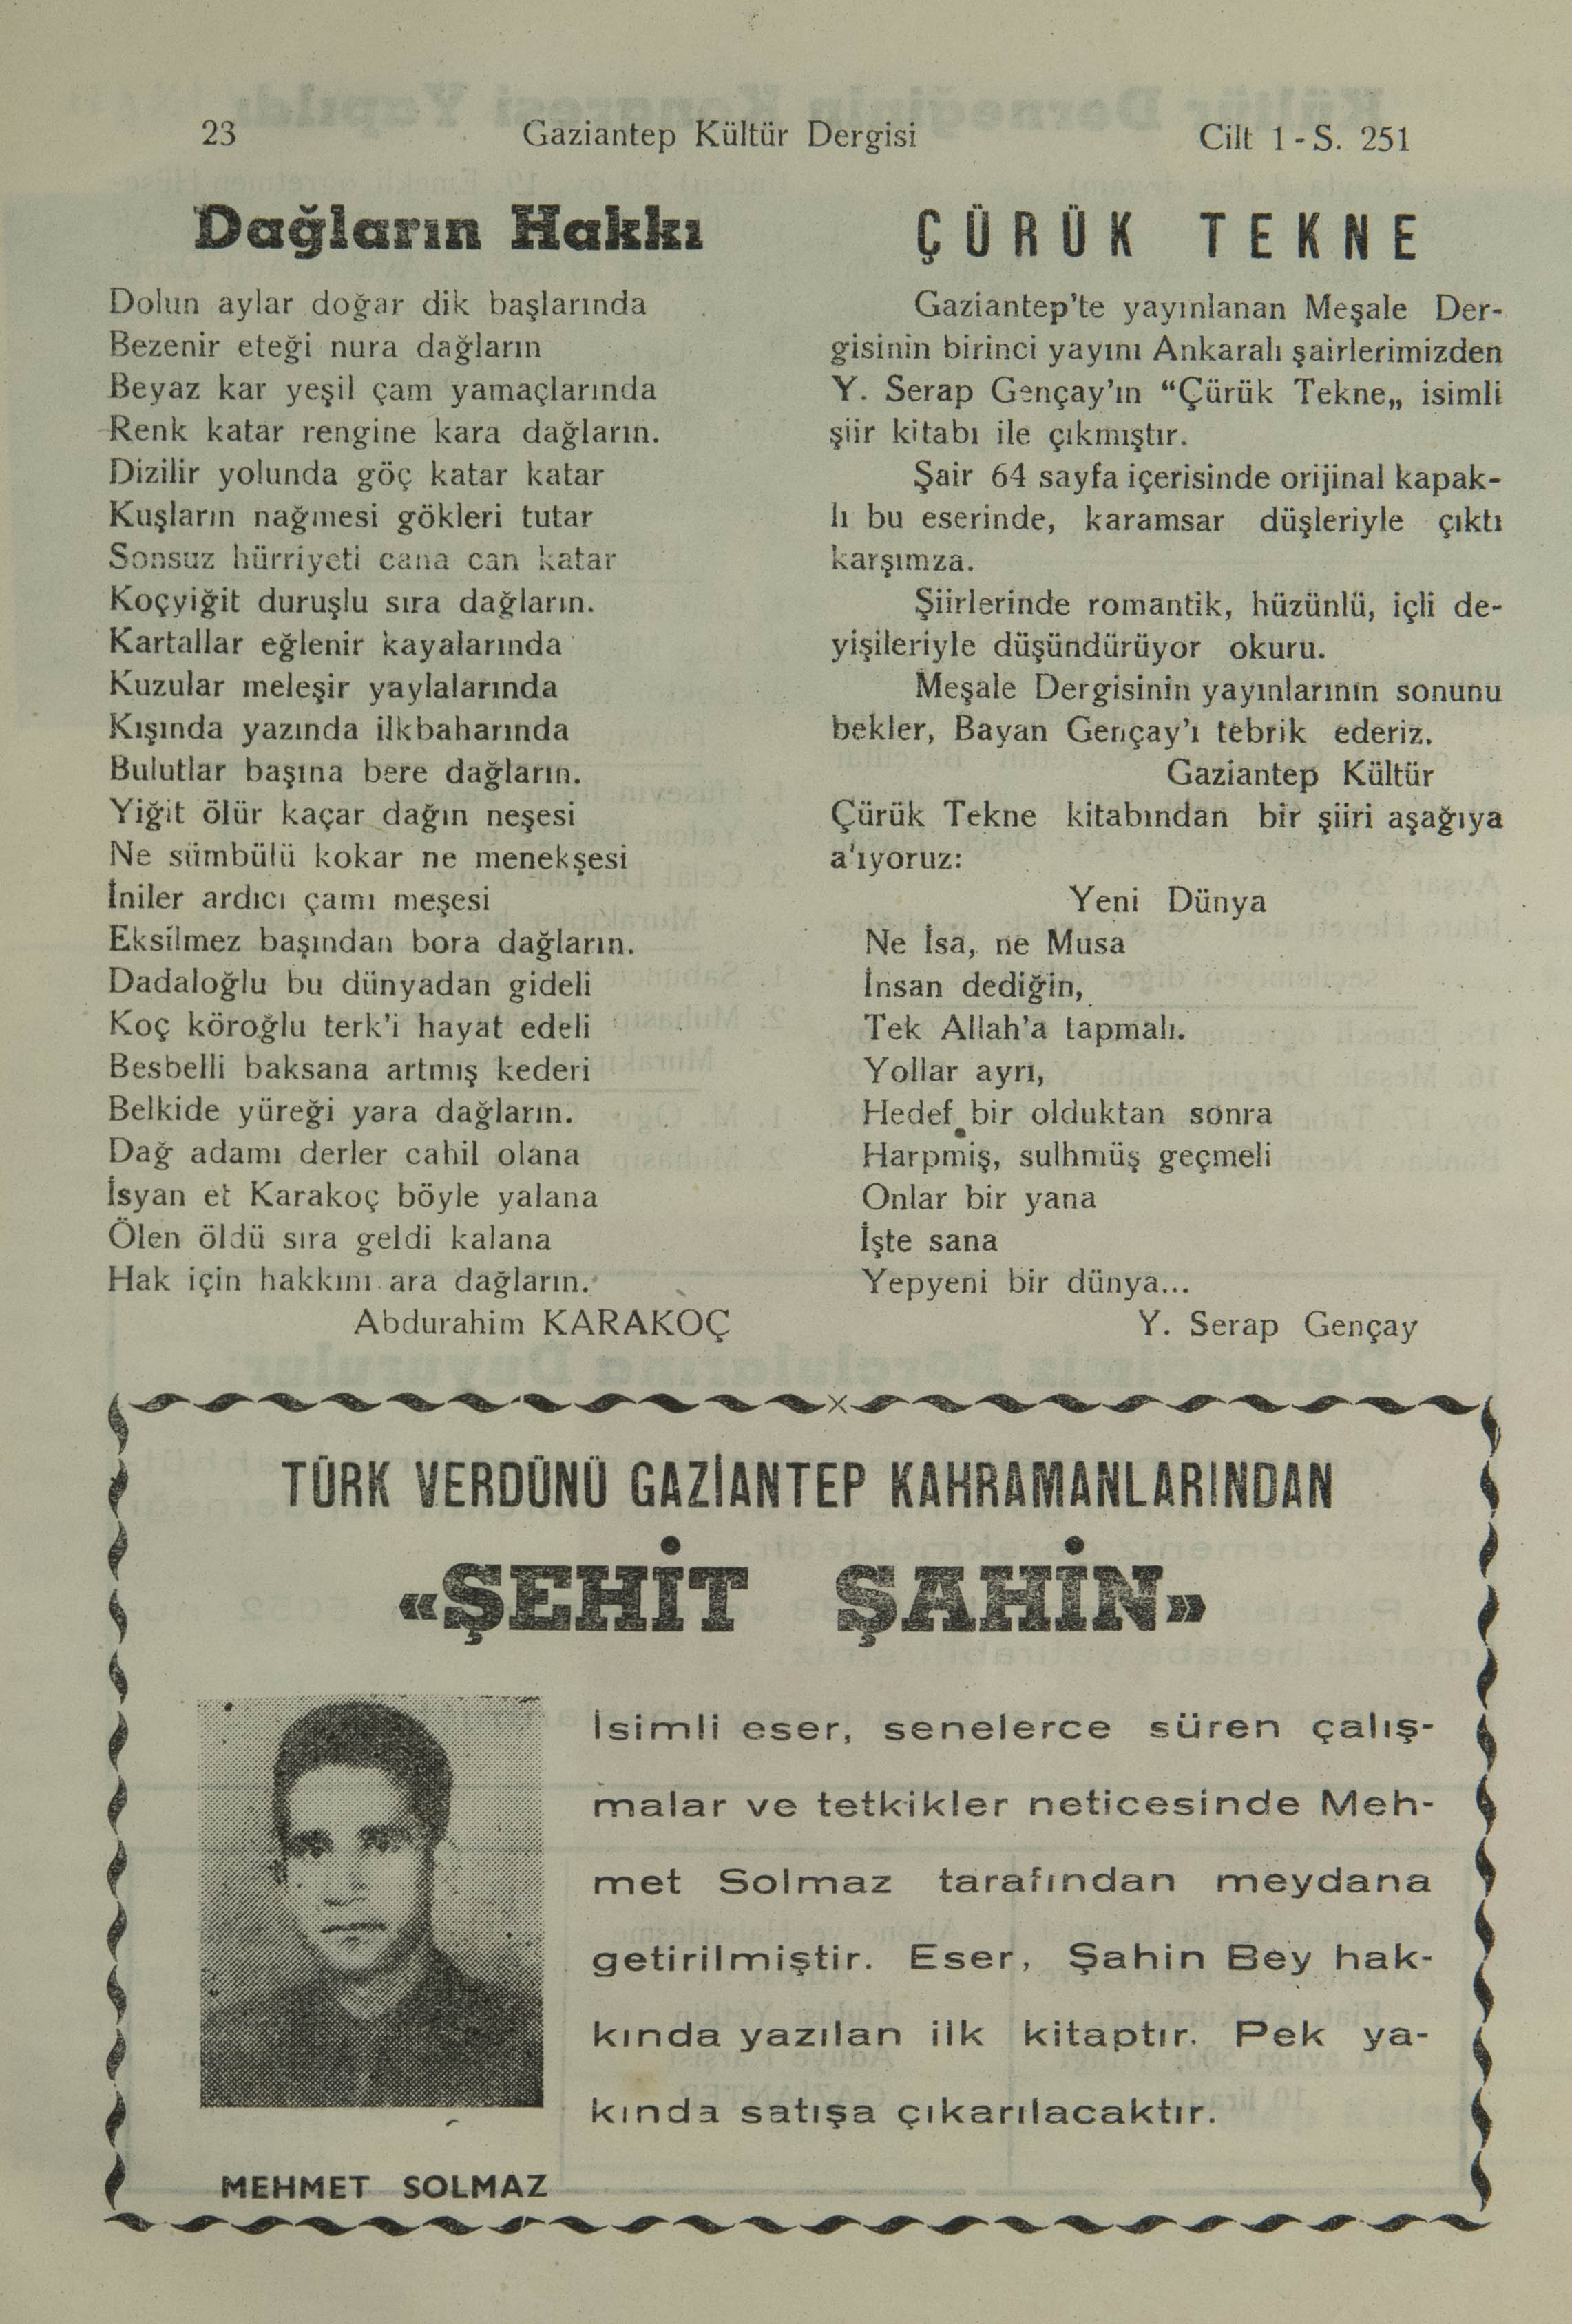 23 Gaziantep Kültür Dergisi Cilt 1 - S. 251
Dağların Hakkı
Dolun aylar doğar dik başlarında
Bezenir eteği nura dağların
Beyaz kar yeşil çam yamaçlarında
Renk katar rengine kara dağların.
Dizilir yolunda göç katar katar
Kuşların nağmesi gökleri tutar
Sonsuz hürriyeti cana can katar
Koçyiğit duruşlu sıra dağların.
Kartallar eğlenir kayalarında
Kuzular meleşir yaylalarında
Kışında yazında ilkbaharında
Bulutlar başına bere dağların.
Yiğit ölür kaçar dağın neşesi
Ne sümbülü kokar ne menekşesi
İniler ardıcı çamı meşesi
Eksilmez başından bora dağların.
Dadaloğlu bu dünyadan gideli
Koç köroğlu terk'i hayat edeli
Besbelli baksana artmış kederi
Belkide yüreği yara dağların.
Dağ adamı derler cahil olana
İsyan et Karakoç böyle yalana
Ölen öldü sıra geldi kalana
Hak için hakkını ara dağların.
Abdurahim KARAKOÇ
ÇÜRÜK TEKNE
Gaziantep'te yayınlanan Meşale Der-
gisinin birinci yayını Ankaralı şairlerimizden
Y. Serap Gençay'ın “Çürük Tekne„ isimli
şiir kitabı ile çıkmıştır.
Şair 64 sayfa içerisinde orijinal kapak-
lı bu eserinde, karamsar düşleriyle çıktı
karşımza.
Şiirlerinde romantik, hüzünlü, içli de-
yişileriyle düşündürüyor okuru.
Meşale Dergisinin yayınlarının sonunu
bekler, Bayan Gençay'ı tebrik ederiz.
Gaziantep Kültür
Çürük Tekne kitabından bir şiiri aşağıya
a'ıyoruz:
Yeni Dünya
Ne İsa, ne Musa
İnsan dediğin,
Tek Allah'a tapmalı.
Yollar ayrı,
Hedef bir olduktan sonra
Harpmiş, sulhmüş geçmeli
Onlar bir yana
İşte sana
Yepyeni bir dünya...
Y. Serap Gençay
TÜRK VERDÜNÜ GAZİANTEP KAHRAMANLARINDAN
«ŞEHİT ŞAHİN»
İsimli eser, senelerce süren çalış-
malar ve tetkikler neticesinde Meh-
met Solmaz tarafından meydana
getirilmiştir. Eser, Şahin Bey hak-
kında yazılan ilk kitaptır. Pek ya-
kında satışa çıkarılacaktır.
MEHMET SOLMAZ